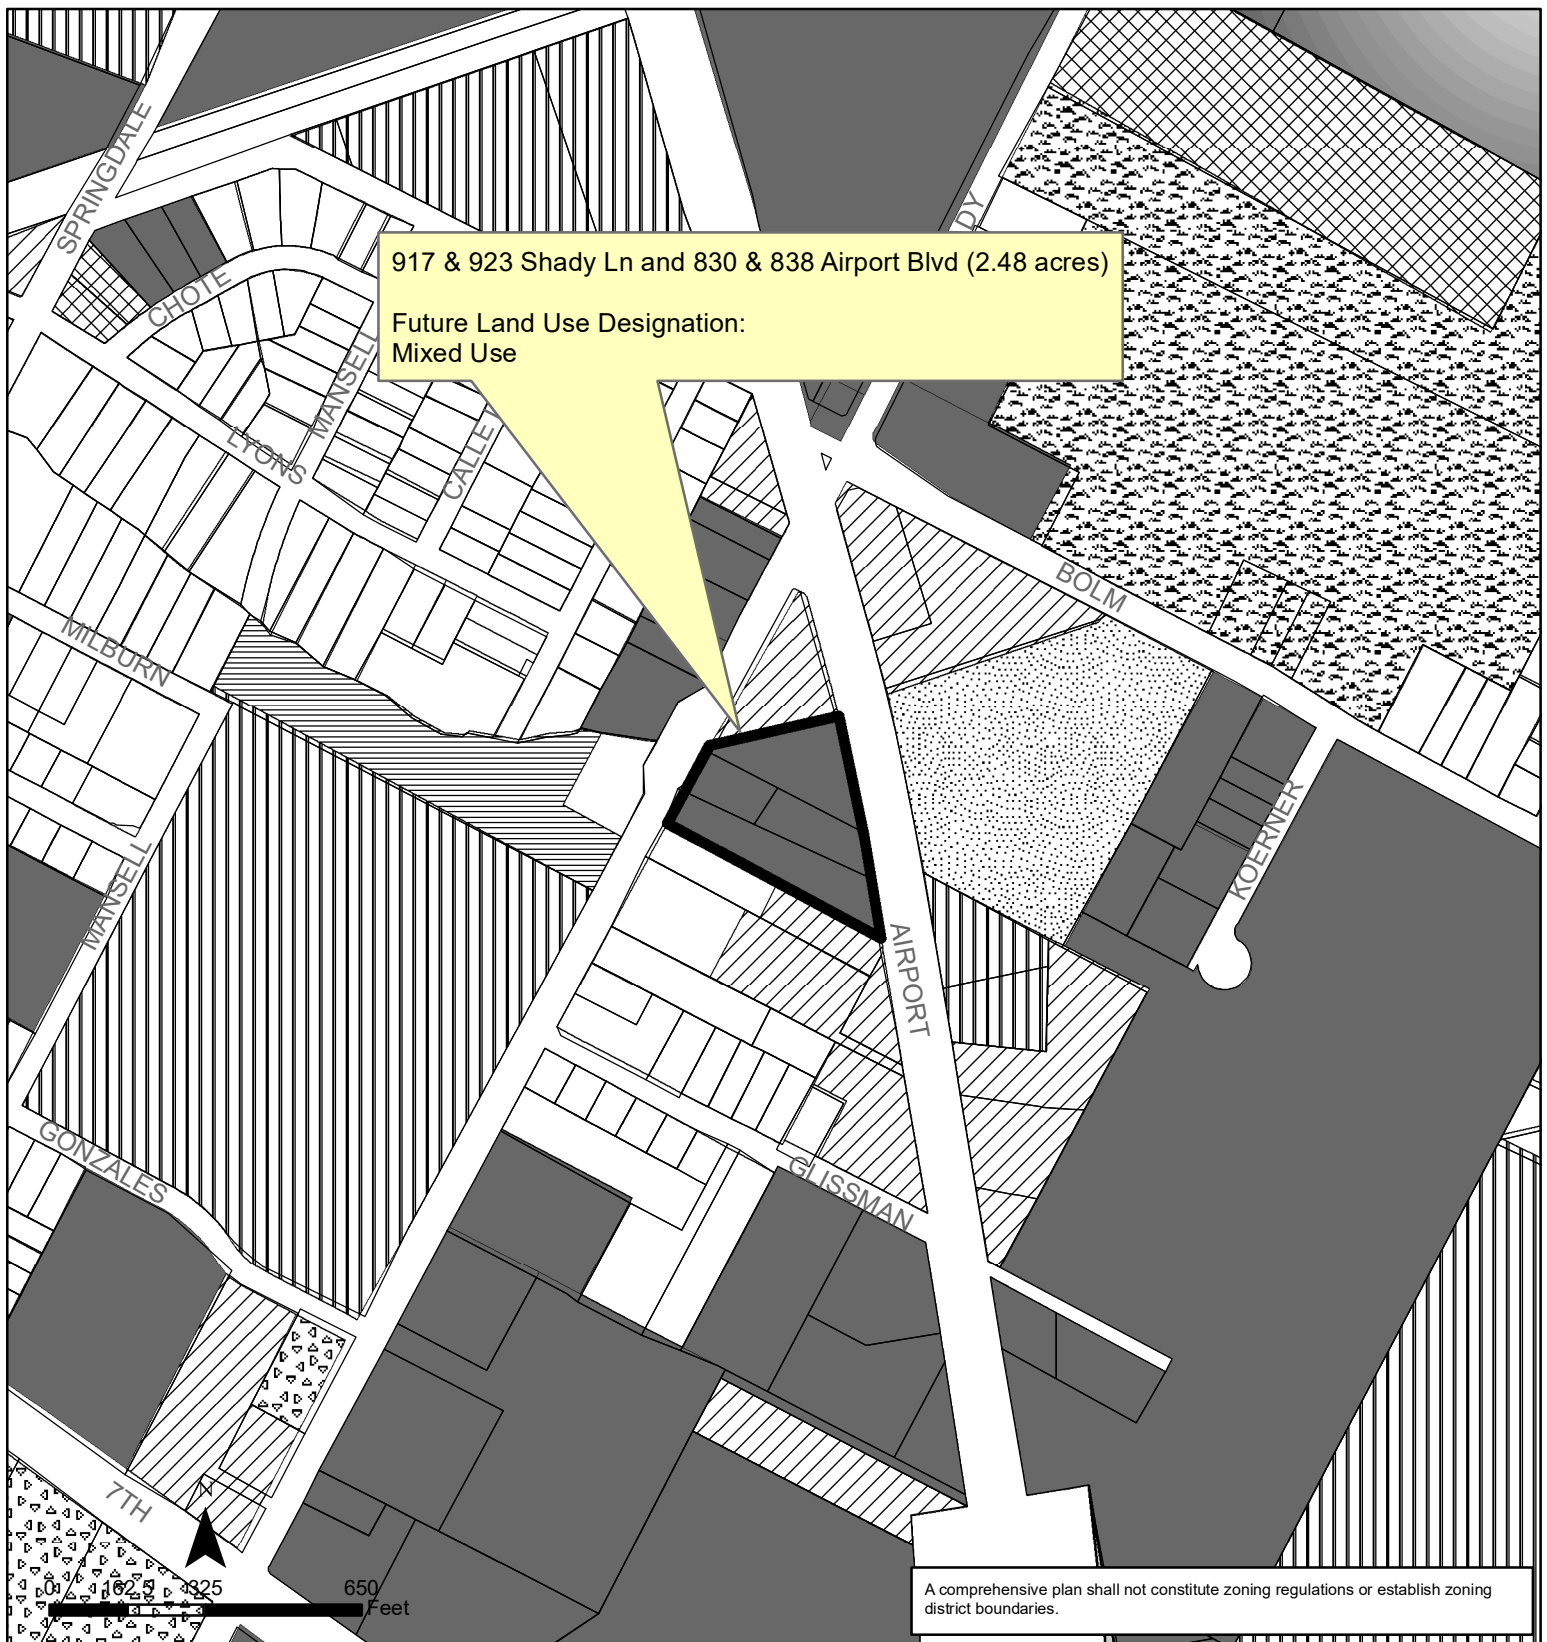 SPRINGDALE
DY
917 & 923 Shady Ln and 830 & 838 Airport Blvd (2.48 acres)
Future Land Use Designation:
Mixed Use
CHOTE
MANSELL
LYONS
CALLE
BOLM
MILBURN
KOERNER
MANSELL
AIRPORT
GONZALES
GLISSMAN
7TH
N
0 162.5 325 650
Feet
A comprehensive plan shall not constitute zoning regulations or establish zoning
district boundaries.